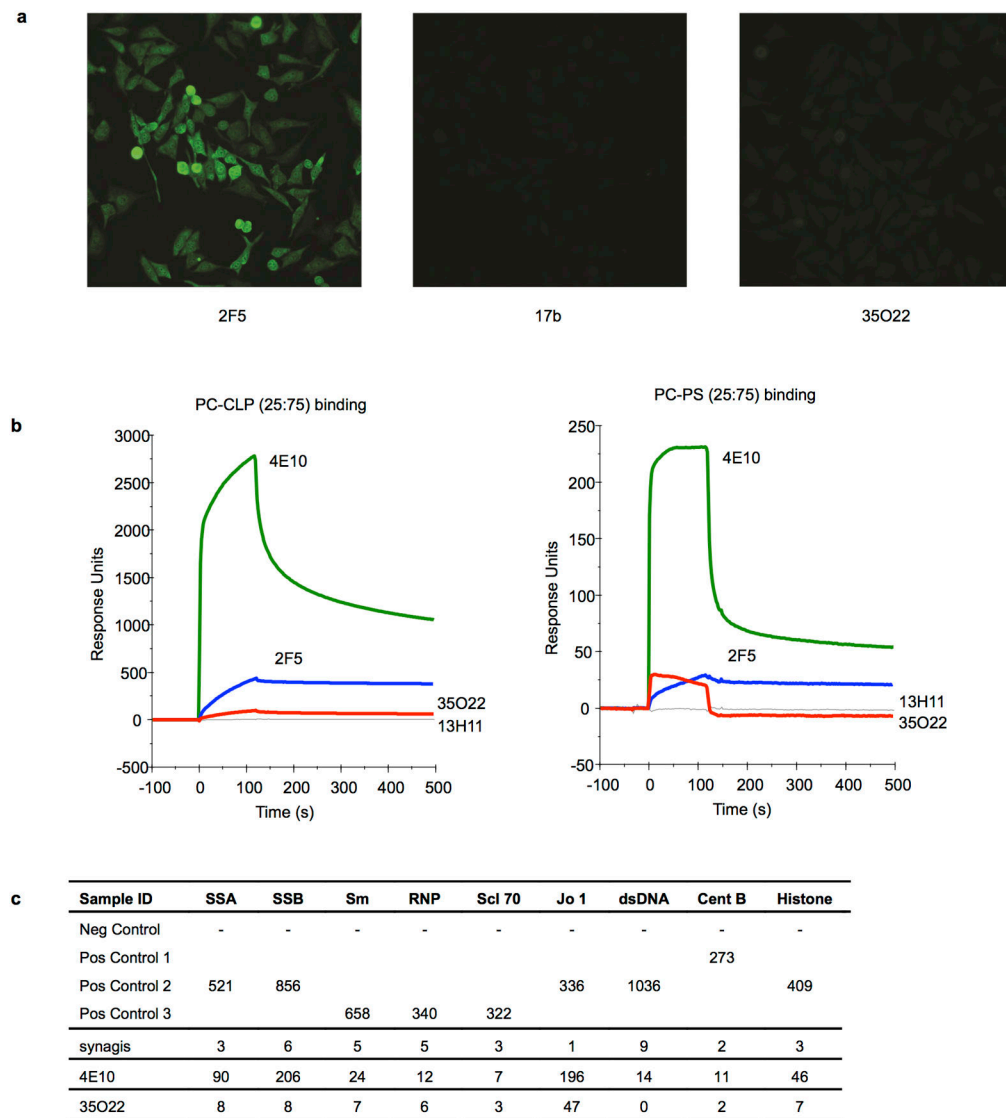 a
2F5 17b 35O22
b
PC-CLP (25:75) binding
3000
2500
2000
1500
1000
500
0
-500
Response Units
-100 0 100 200 300 400 500
Time (s)
4E10
2F5
35O22
13H11
PC-PS (25:75) binding
250
200
150
100
50
0
-50
Response Units
-100 0 100 200 300 400 500
Time (s)
4E10
2F5
13H11
35O22
c
Sample ID SSA SSB Sm RNP Scl 70 Jo 1 dsDNA Cent B Histone
Neg Control - - - - - - - - -
Pos Control 1 273
Pos Control 2 521 856 336 1036 409
Pos Control 3 658 340 322
synagis 3 6 5 5 3 1 9 2 3
4E10 90 206 24 12 7 196 14 11 46
35O22 8 8 7 6 3 47 0 2 7